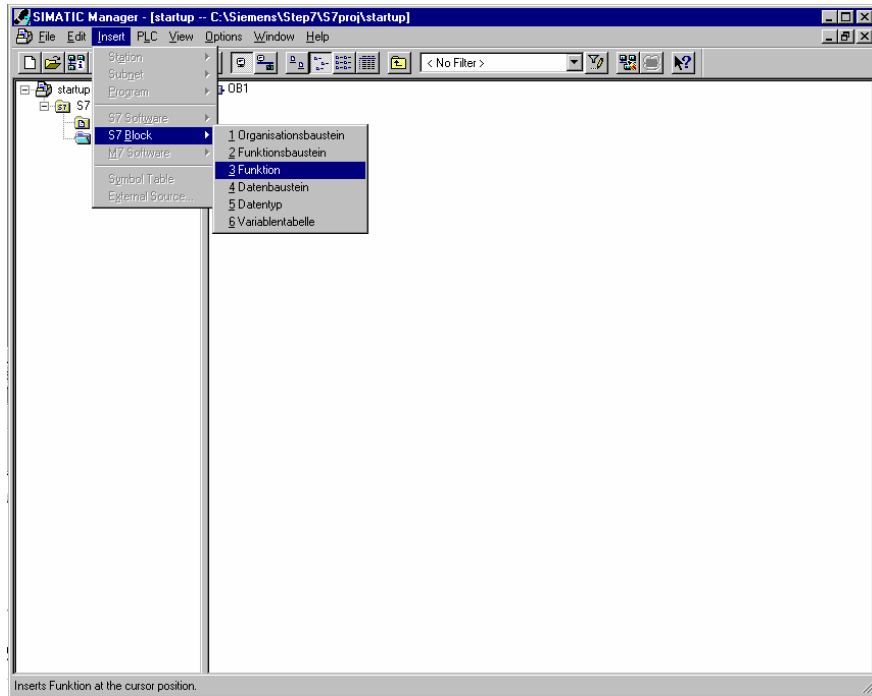 SIMATIC Manager - [startup -- C:\Siemens\Step7\S7proj\startup]
File Edit Insert PLC View Options Window Help
< No Filter >
Station
Subnet
Program
S7 Software
S7 Block
M7 Software
Symbol Table
External Source...
1 Organisationsbaustein
2 Funktionsbaustein
3 Funktion
4 Datenbaustein
5 Datentyp
6 Variablentabelle
startup
S7
OB1
Inserts Funktion at the cursor position.